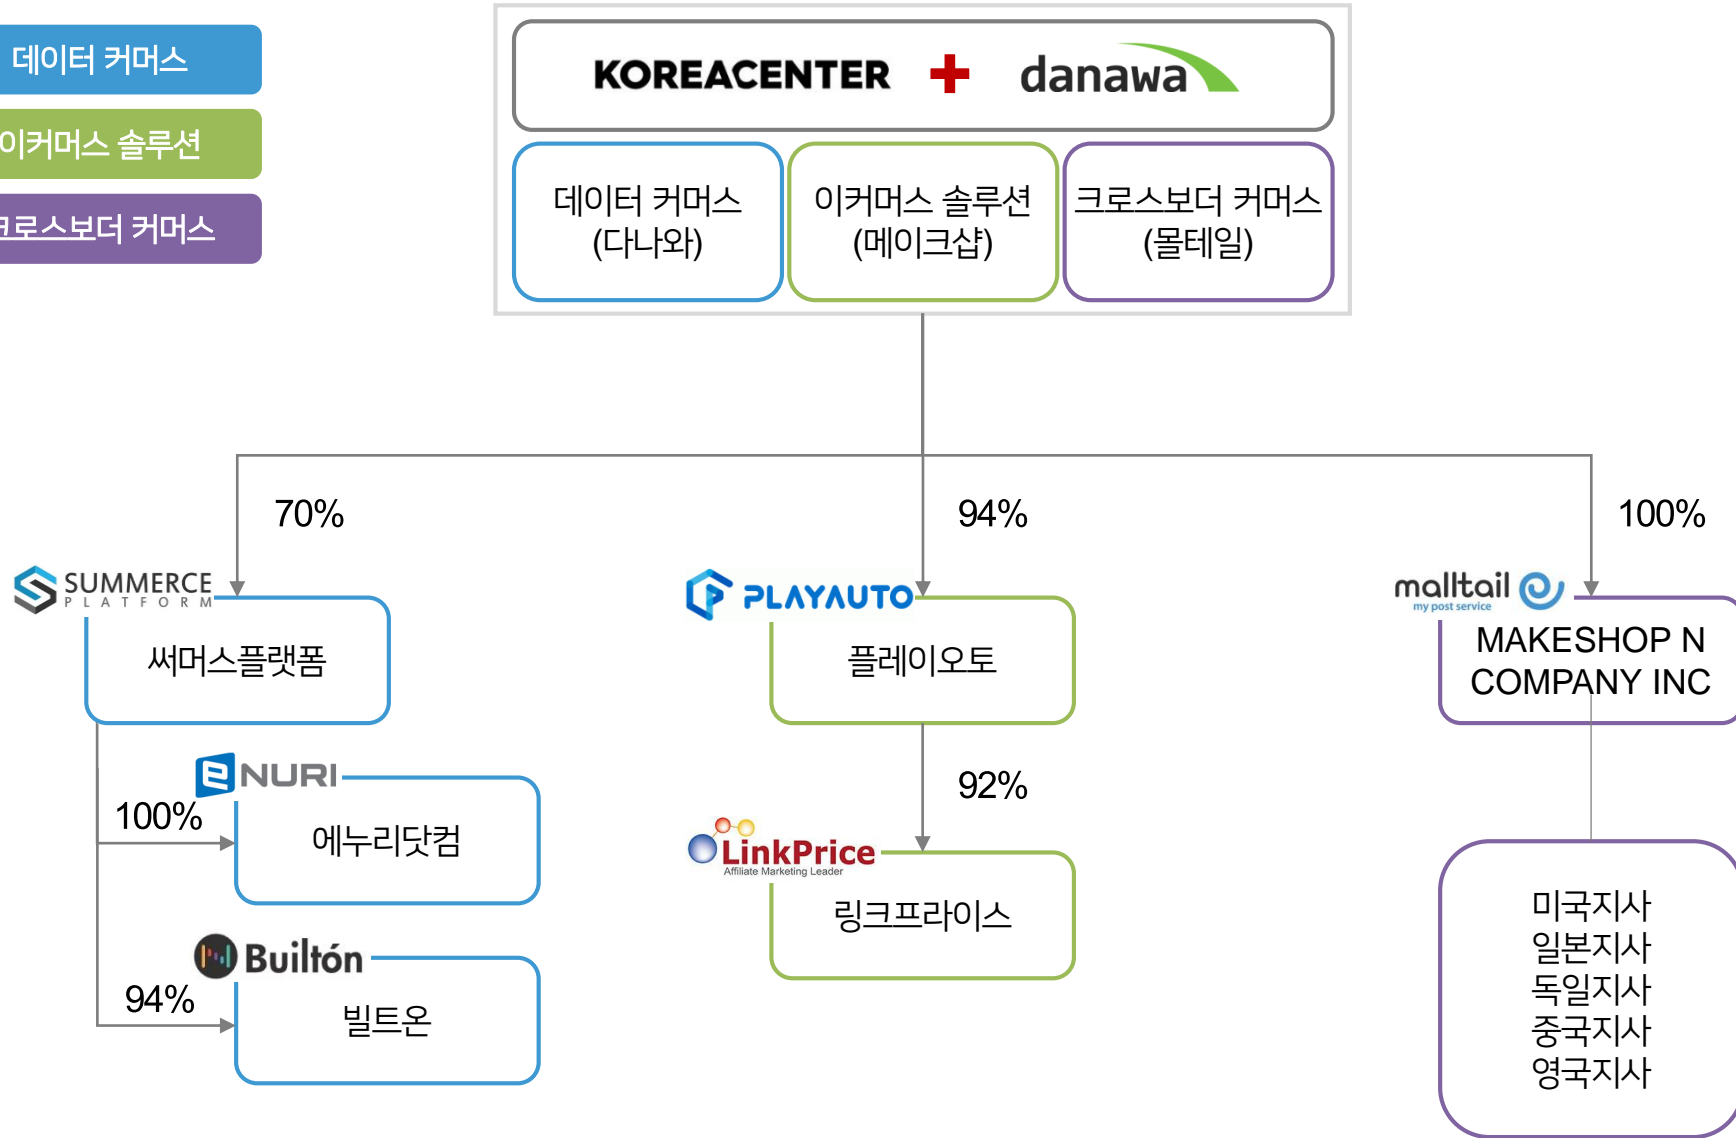 데이터 커머스
이커머스 솔루션
크로스보더 커머스
KOREACENTER + danawa
데이터 커머스
(다나와)
이커머스 솔루션
(메이크샵)
크로스보더 커머스
(몰테일)
70%
94%
100%
SUMMERCE
PLATFORM
써머스플랫폼
PLAYAUTO
플레이오토
malltail
my post service
MAKESHOP N
COMPANY INC
100%
eNURI
에누리닷컴
92%
LinkPrice
Affiliate Marketing Leader
링크프라이스
94%
Builtón
빌트온
미국지사
일본지사
독일지사
중국지사
영국지사